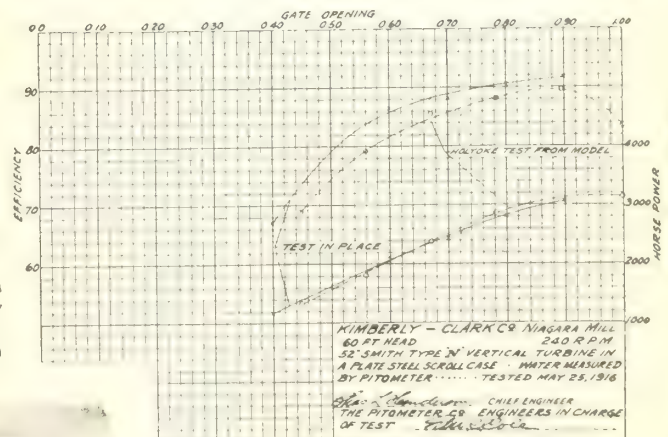 GATE OPENING
0.0 0.10 0.20 0.30 0.40 0.50 0.60 0.70 0.80 0.90 1.00
90
80
70
60
EFFICIENCY
4000
3000
2000
1000
HORSE POWER
HOLYOKE TEST FROM MODEL
TEST IN PLACE
KIMBERLY - CLARK CO NIAGARA MILL
60 FT HEAD 240 R P M
52" SMITH TYPE "N" VERTICAL TURBINE IN
A PLATE STEEL SCROLL CASE - WATER MEASURED
BY PITOMETER ...... TESTED MAY 25, 1916
CHIEF ENGINEER
THE PITOMETER CO ENGINEERS IN CHARGE
OF TEST